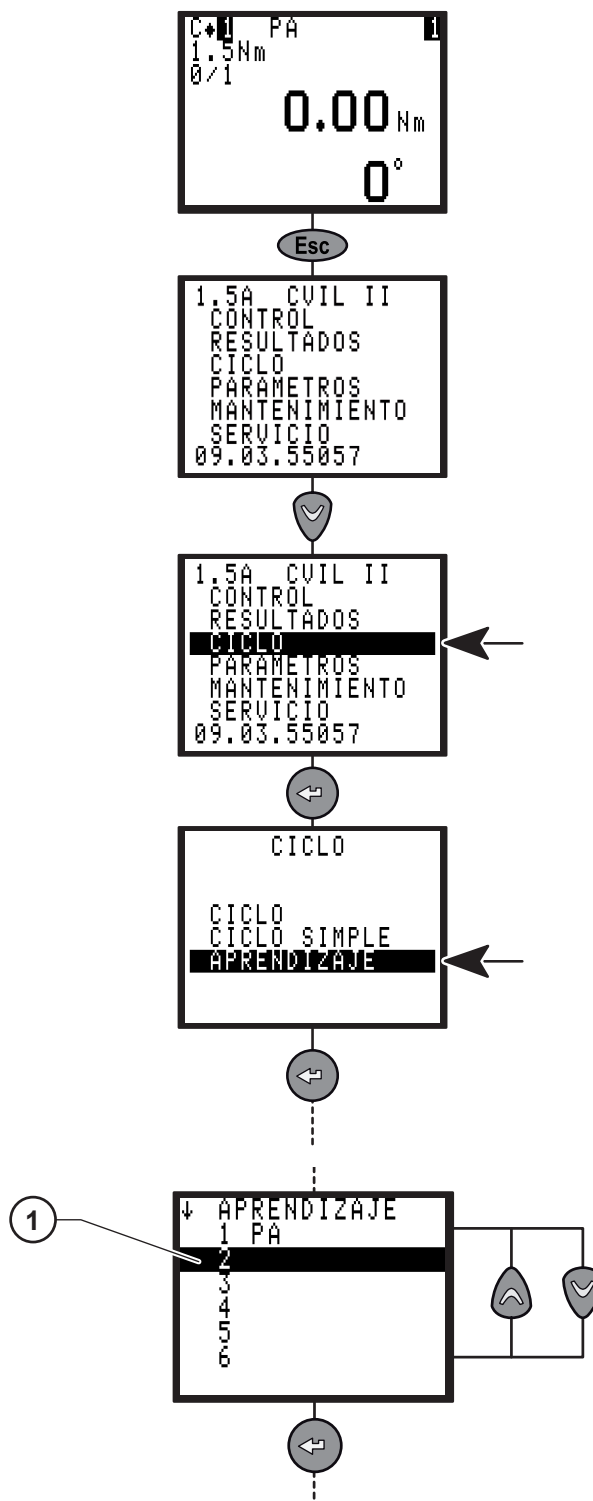 C♦1 PA 1
1.5Nm
0/1
0.00 Nm
0°
Esc
1.5A CVIL II
CONTROL
RESULTADOS
CICLO
PARAMETROS
MANTENIMIENTO
SERVICIO
09.03.55057
1.5A CVIL II
CONTROL
RESULTADOS
CICLO
PARAMETROS
MANTENIMIENTO
SERVICIO
09.03.55057
CICLO
CICLO
CICLO SIMPLE
APRENDIZAJE
1
↓ APRENDIZAJE
1 PA
2
3
4
5
6